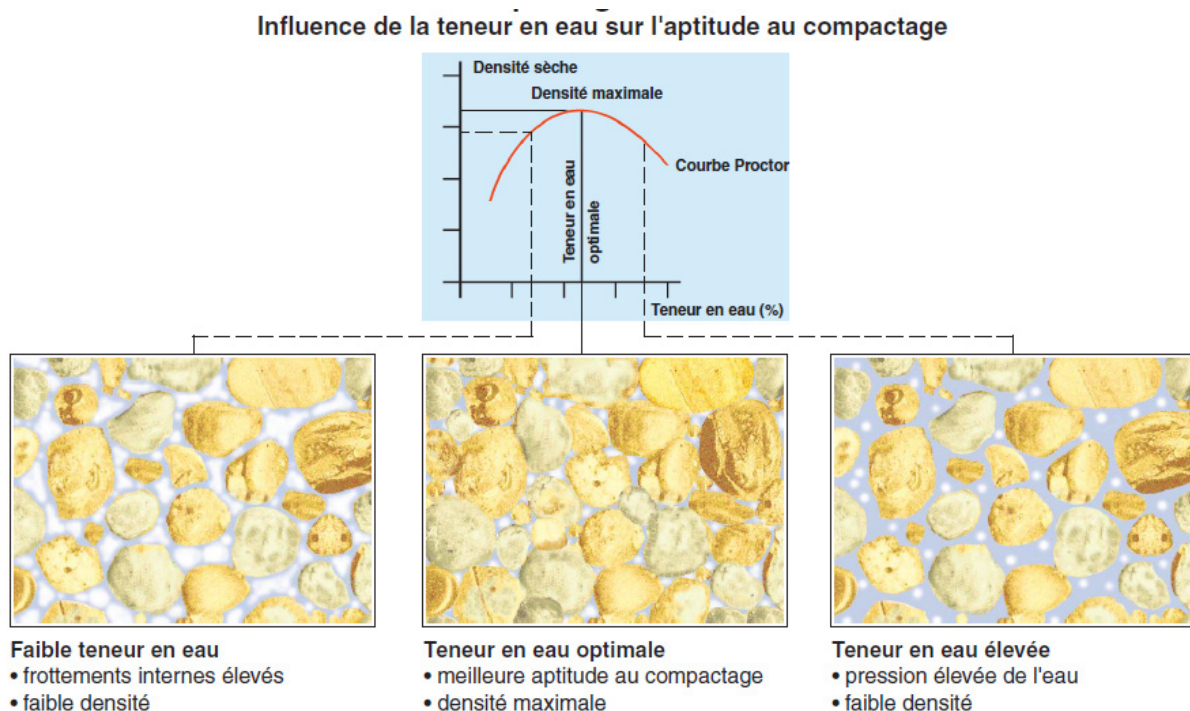 Influence de la teneur en eau sur l'aptitude au compactage
Densité sèche
Densité maximale
Courbe Proctor
Teneur en eau
optimale
Teneur en eau (%)
Faible teneur en eau
• frottements internes élevés
• faible densité
Teneur en eau optimale
• meilleure aptitude au compactage
• densité maximale
Teneur en eau élevée
• pression élevée de l'eau
• faible densité